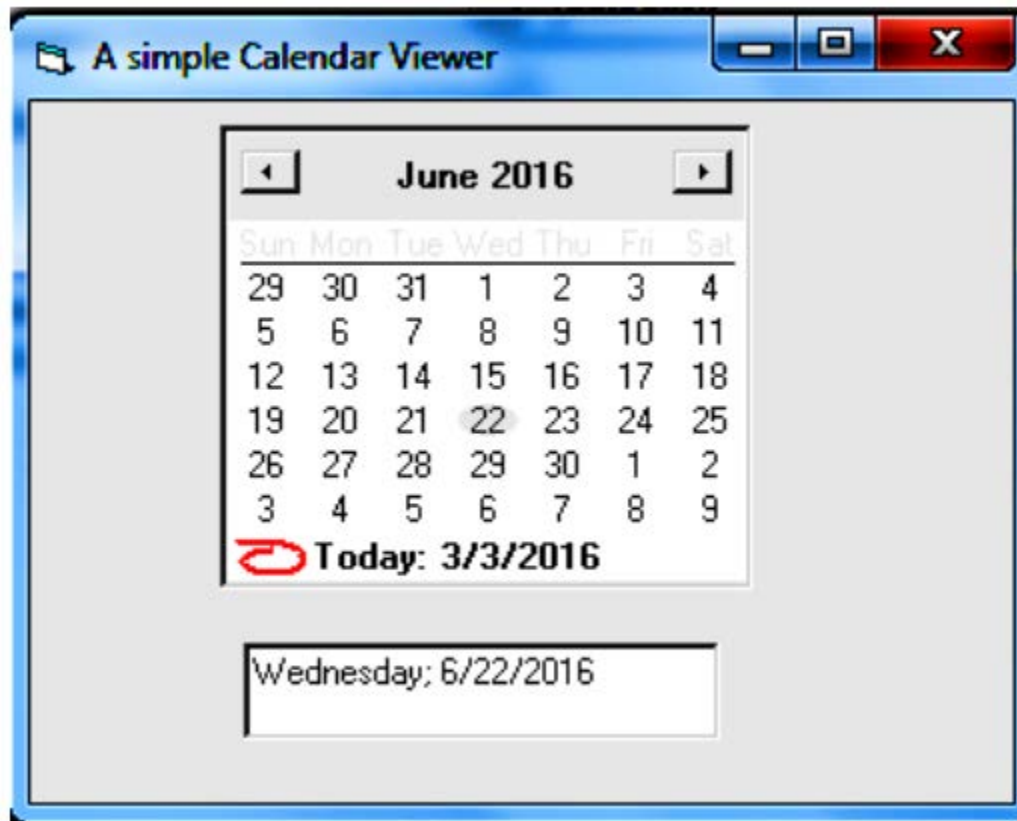 A simple Calendar Viewer
June 2016
Sun Mon Tue Wed Thu Fri Sat
29 30 31 1 2 3 4
5 6 7 8 9 10 11
12 13 14 15 16 17 18
19 20 21 22 23 24 25
26 27 28 29 30 1 2
3 4 5 6 7 8 9
Today: 3/3/2016
Wednesday; 6/22/2016